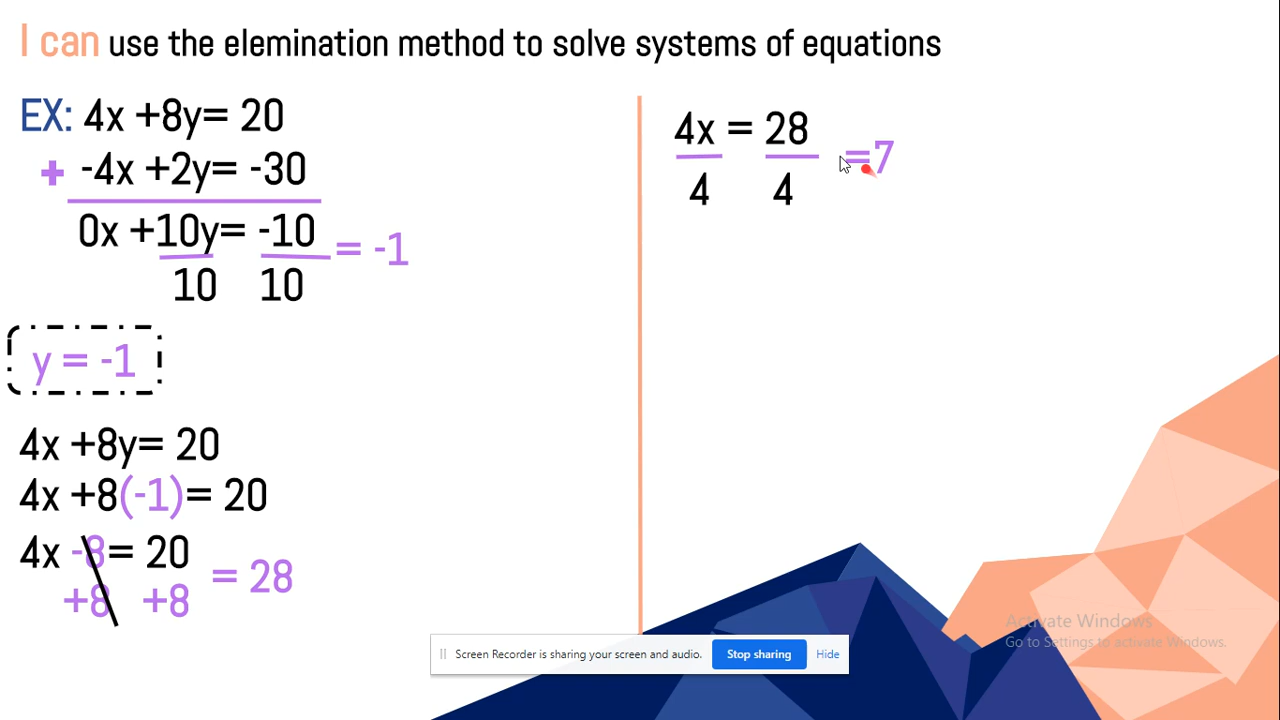 I can use the elemination method to solve systems of equations
EX: 4x +8y= 20
+ -4x +2y= -30
0x +10y= -10
10 10 = -1
y = -1
4x +8y= 20
4x +8(-1)= 20
4x -8= 20
+8 +8 = 28
4x = 28
4 4 =7
Activate Windows
Go to Settings to activate Windows.
Screen Recorder is sharing your screen and audio. Stop sharing Hide